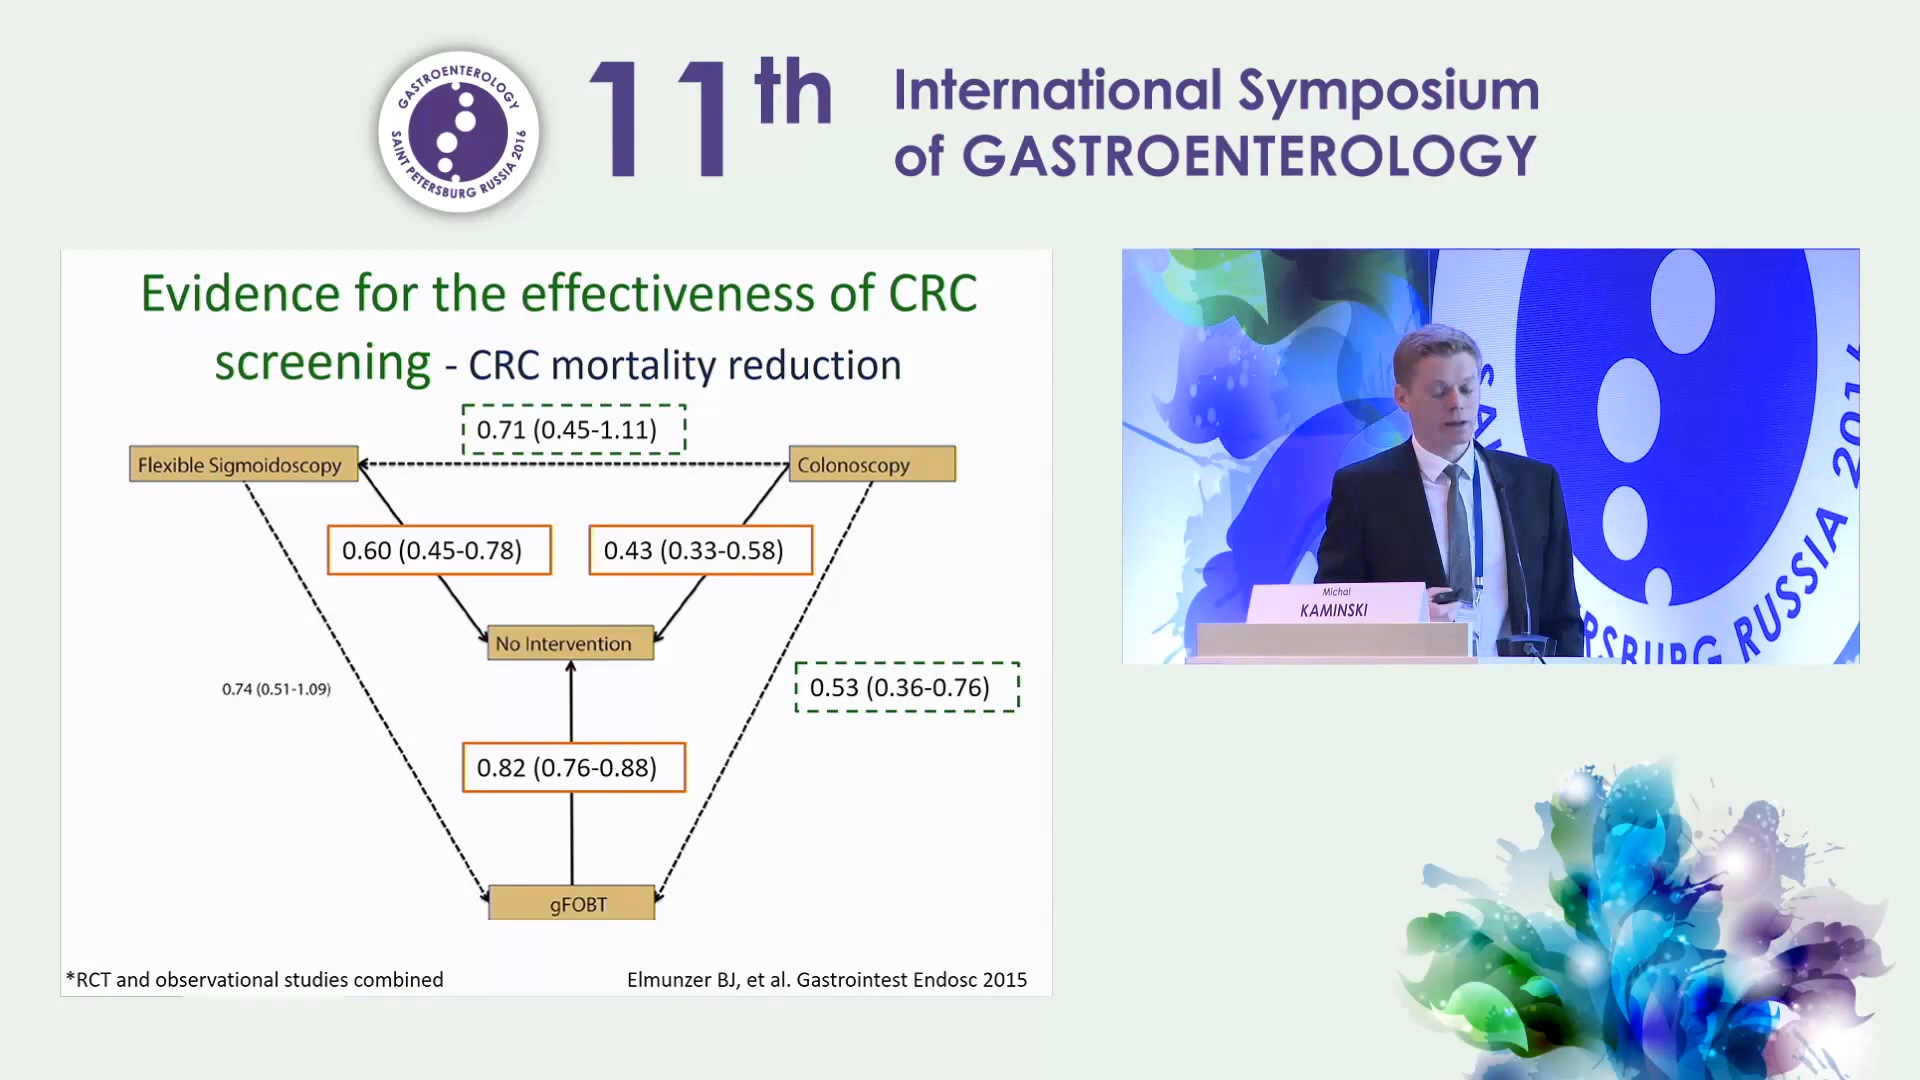 GASTROENTEROLOGY
SAINT PETERSBURG RUSSIA 2016
11th
International Symposium
of GASTROENTEROLOGY
Evidence for the effectiveness of CRC
screening - CRC mortality reduction
0.71 (0.45-1.11)
Flexible Sigmoidoscopy
Colonoscopy
0.60 (0.45-0.78)
0.43 (0.33-0.58)
No Intervention
0.74 (0.51-1.09)
0.53 (0.36-0.76)
0.82 (0.76-0.88)
gFOBT
*RCT and observational studies combined
Elmunzer BJ, et al. Gastrointest Endosc 2015
Michal
KAMINSKI
RSBURG RUSSIA 2016